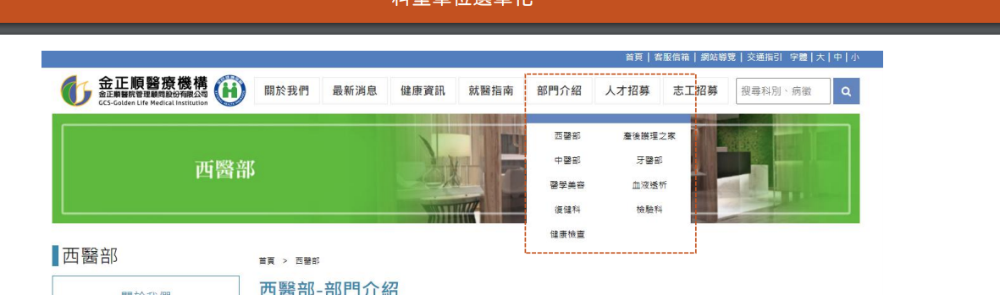 科室單位選單化
首頁 | 客服信箱 | 網站導覽 | 交通指引 字體 | 大 | 中 | 小
金正順醫療機構
金正順醫院管理顧問股份有限公司
GCS-Golden Life Medical Institution
關於我們 最新消息 健康資訊 就醫指南 部門介紹 人才招募 志工招募 搜尋科別、病徵
西醫部 產後護理之家
中醫部 牙醫部
醫學美容 血液透析
復健科 檢驗科
健康檢查
西醫部
西醫部
首頁 > 西醫部
西醫部-部門介紹
關於我們